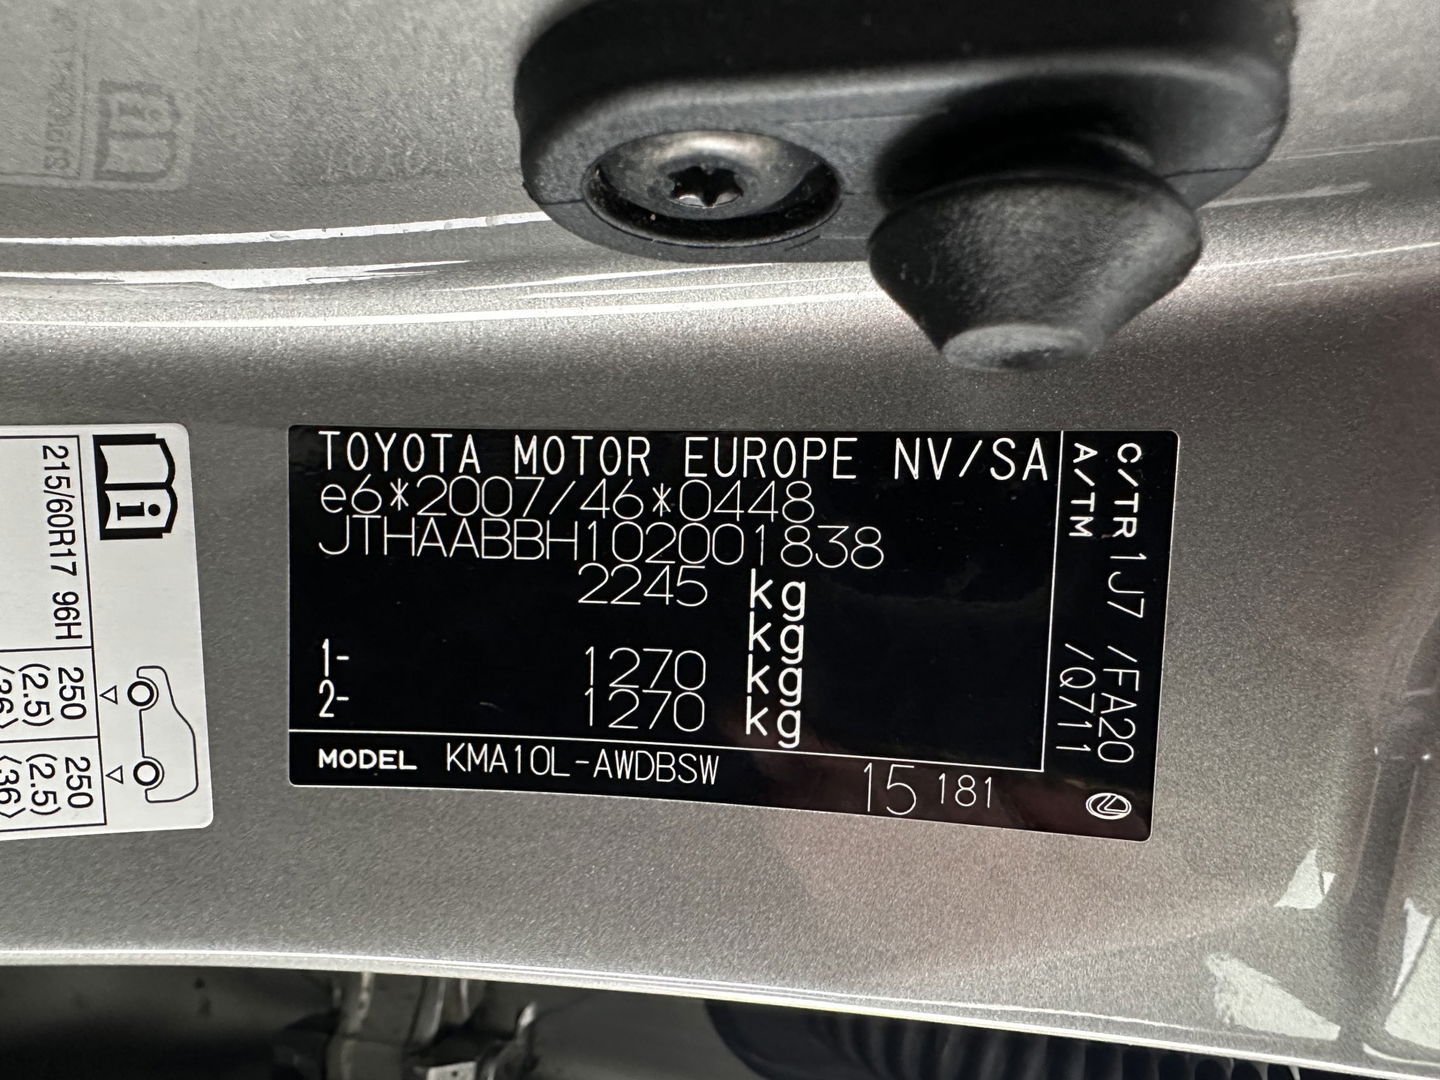 TOYOTA MOTOR EUROPE NV/SA
e6*2007/46*0448
JTHAABBH102001838
2245 kg
kg
1- 1270 kg
2- 1270 kg
MODEL KMA10L-AWDBSW
15 181
C/TR 1J7 /FA20
A/TM /Q711
i
215/60R17 96H
250 250
(2.5) (2.5)
⟨36⟩ ⟨36⟩